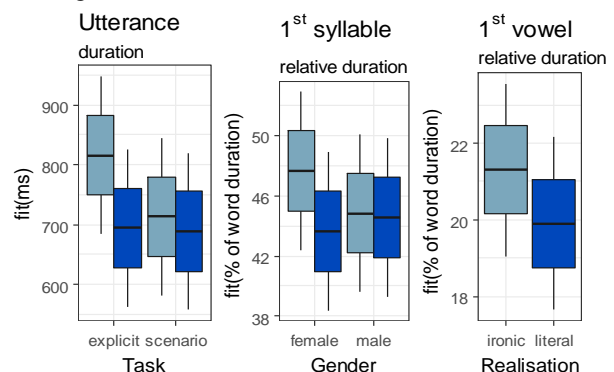 Utterance
duration
fit(ms)
900
800
700
600
explicit scenario
Task
1st syllable
relative duration
fit(% of word duration)
50
46
42
38
female male
Gender
1st vowel
relative duration
fit(% of word duration)
22
20
18
ironic literal
Realisation